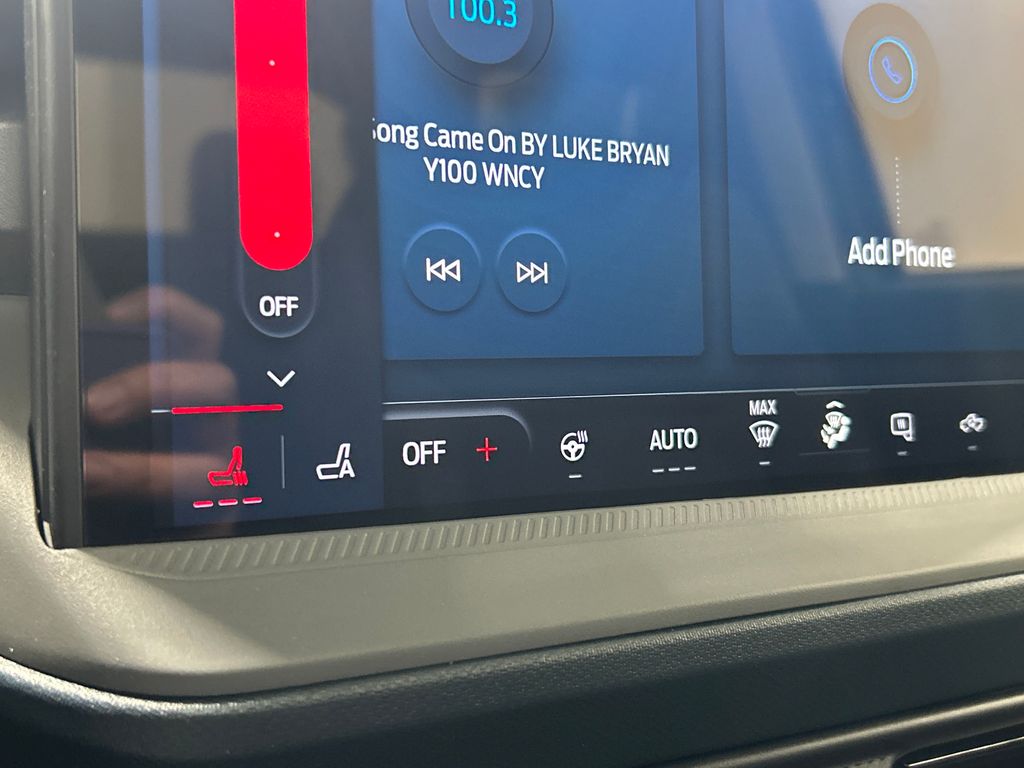 100.3
Song Came On BY LUKE BRYAN
Y100 WNCY
Add Phone
OFF
A
OFF +
AUTO
MAX